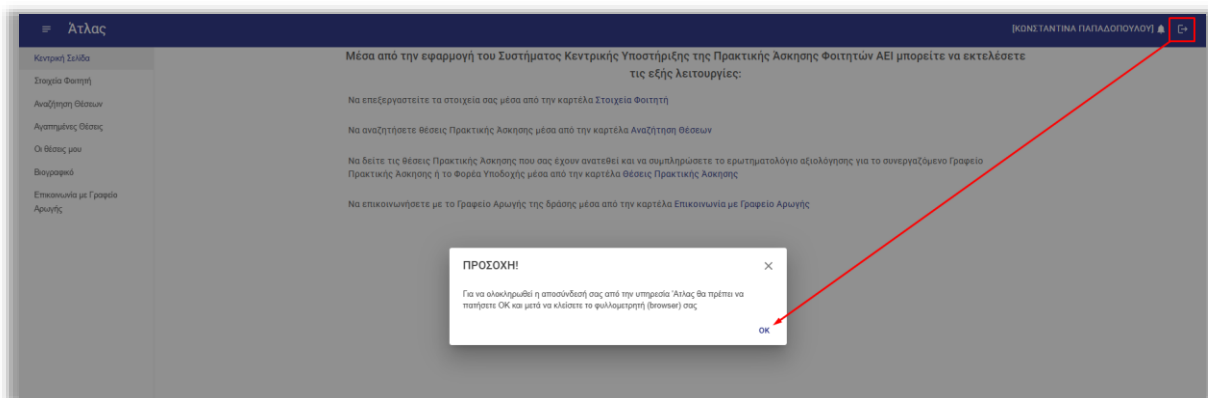 Άτλας
[ΚΩΝΣΤΑΝΤΙΝΑ ΠΑΠΑΔΟΠΟΥΛΟΥ]
Κεντρική Σελίδα
Στοιχεία Φοιτητή
Αναζήτηση Θέσεων
Αγαπημένες Θέσεις
Οι θέσεις μου
Βιογραφικό
Επικοινωνία με Γραφείο
Αρωγής
Μέσα από την εφαρμογή του Συστήματος Κεντρικής Υποστήριξης της Πρακτικής Άσκησης Φοιτητών ΑΕΙ μπορείτε να εκτελέσετε
τις εξής λειτουργίες:
Να επεξεργαστείτε τα στοιχεία σας μέσα από την καρτέλα Στοιχεία Φοιτητή
Να αναζητήσετε θέσεις Πρακτικής Άσκησης μέσα από την καρτέλα Αναζήτηση Θέσεων
Να δείτε τις θέσεις Πρακτικής Άσκησης που σας έχουν ανατεθεί και να συμπληρώσετε το ερωτηματολόγιο αξιολόγησης για το συνεργαζόμενο Γραφείο
Πρακτικής Άσκησης ή το Φορέα Υποδοχής μέσα από την καρτέλα Θέσεις Πρακτικής Άσκησης
Να επικοινωνήσετε με το Γραφείο Αρωγής της δράσης μέσα από την καρτέλα Επικοινωνία με Γραφείο Αρωγής
ΠΡΟΣΟΧΗ!
Για να ολοκληρωθεί η αποσύνδεσή σας από την υπηρεσία 'Άτλας θα πρέπει να
πατήσετε OK και μετά να κλείσετε το φυλλομετρητή (browser) σας
OK